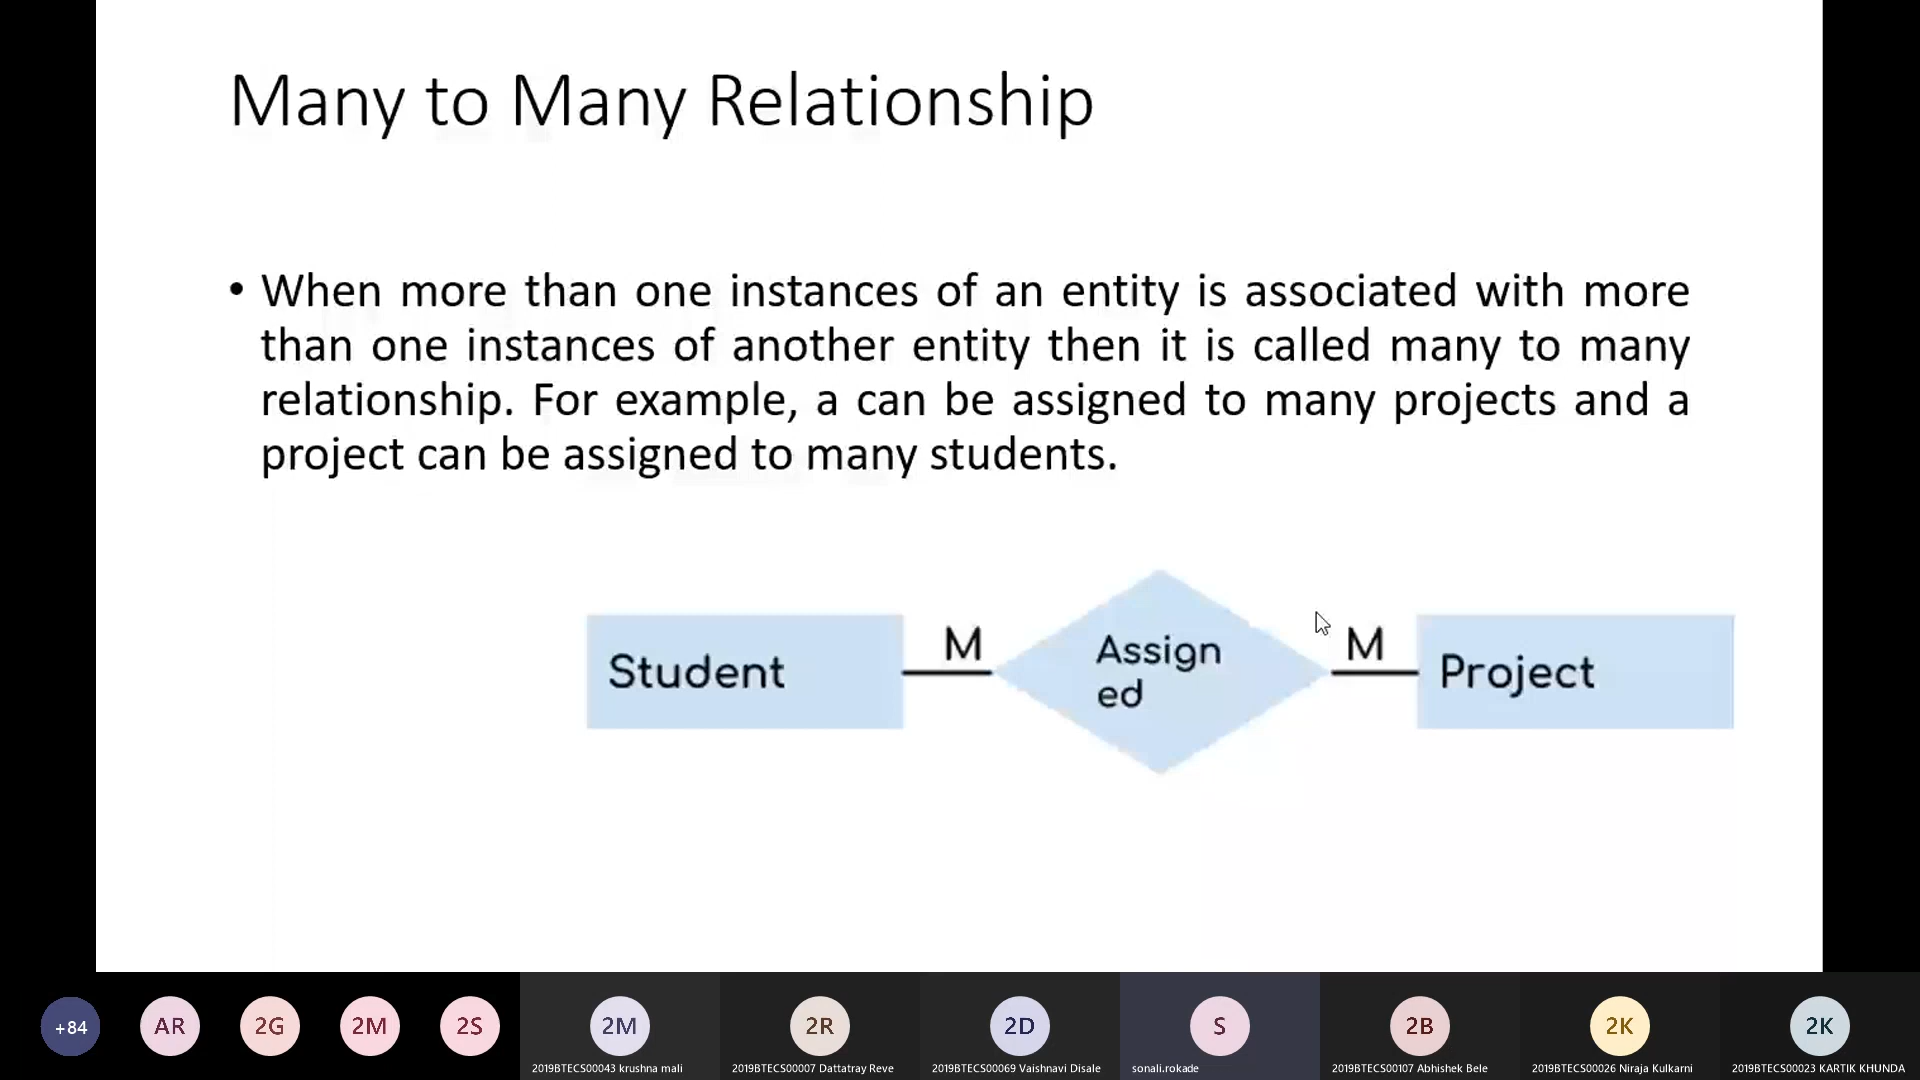 Many to Many Relationship
• When more than one instances of an entity is associated with more
than one instances of another entity then it is called many to many
relationship. For example, a can be assigned to many projects and a
project can be assigned to many students.
Student
M
Assign
ed
M
Project
+84
AR
2G
2M
2S
2M
2R
2D
S
2B
2K
2K
2019BTECS00043 krushna mali
2019BTECS00007 Dattatray Reve
2019BTECS00069 Vaishnavi Disale
sonali.rokade
2019BTECS00107 Abhishek Bele
2019BTECS00026 Niraja Kulkarni
2019BTECS00023 KARTIK KHUNDA